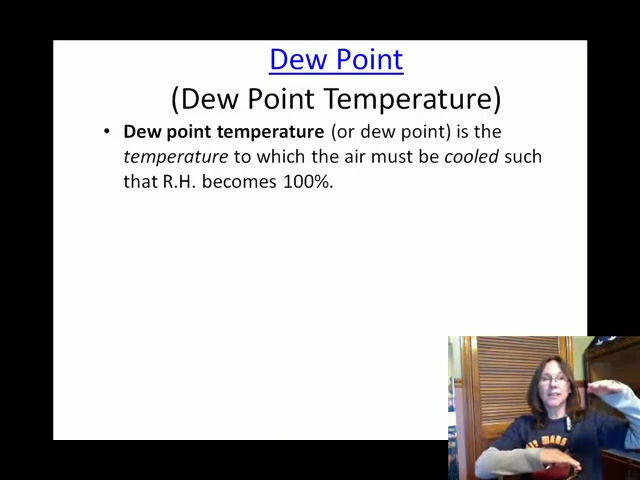 Dew Point
(Dew Point Temperature)
• Dew point temperature (or dew point) is the
temperature to which the air must be cooled such
that R.H. becomes 100%.